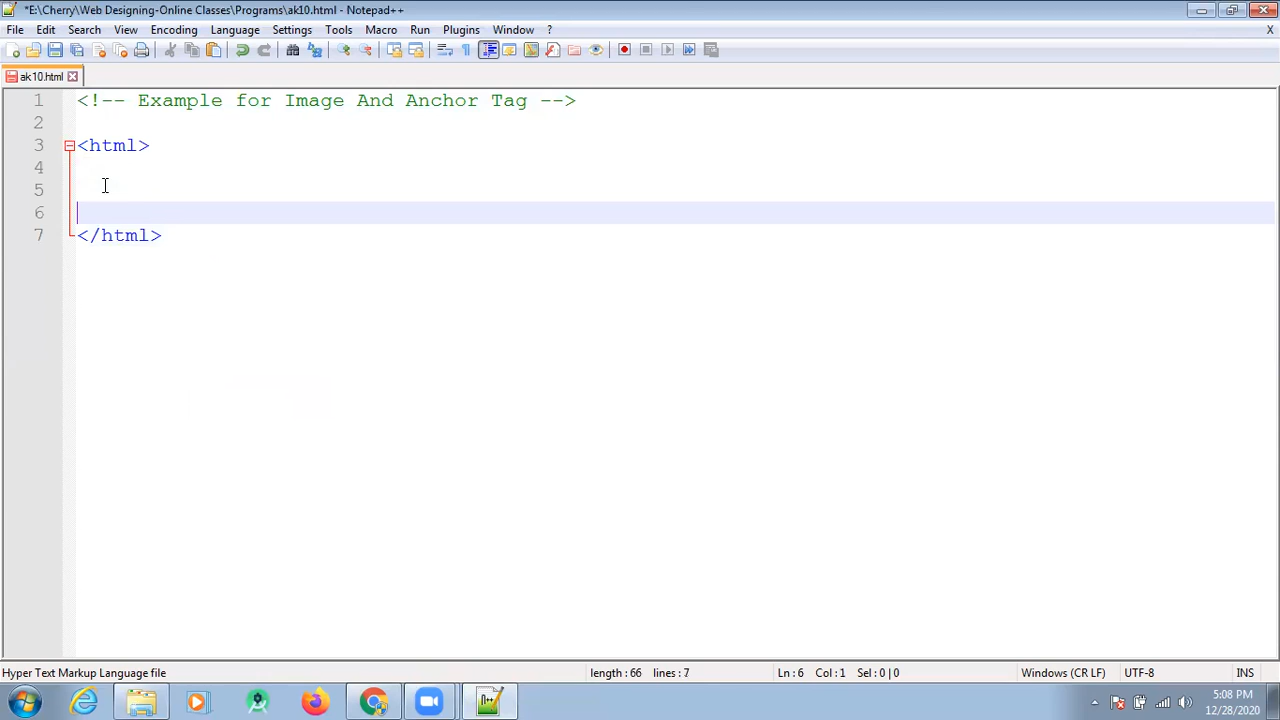 *E:\Cherry\Web Designing-Online Classes\Programs\ak10.html - Notepad++
File Edit Search View Encoding Language Settings Tools Macro Run Plugins Window ? X
ak10.html
1 <!-- Example for Image And Anchor Tag -->
2
3 <html>
4
5
6
7 </html>
Hyper Text Markup Language file length : 66 lines : 7 Ln : 6 Col : 1 Sel : 0 | 0 Windows (CR LF) UTF-8 INS
5:08 PM
12/28/2020